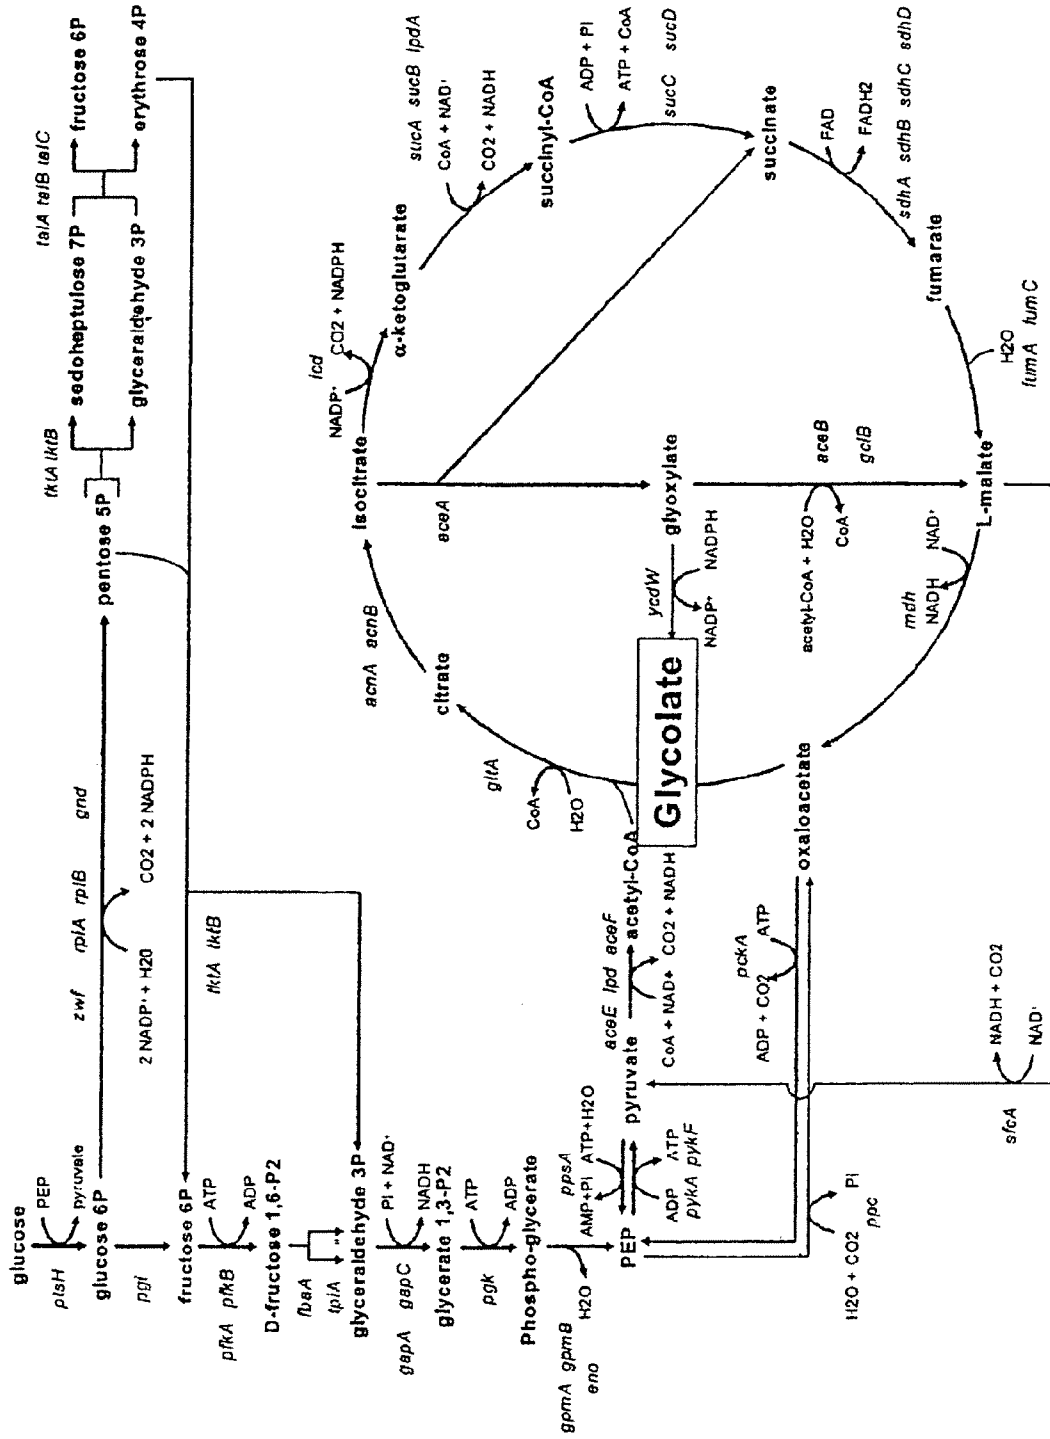 glucose
ptsH
PEP
pyruvate
glucose 6P
zwf rpiA rpiB gnd
2 NADP+ + H2O
CO2 + 2 NADPH
pentose 5P
tktA tktB
sedoheptulose 7P
glyceraldehyde 3P
talA talB talC
fructose 6P
erythrose 4P
pgi
fructose 6P
tktA tktB
pfkA pfkB
ATP
ADP
D-fructose 1,6-P2
fbaA
tpiA
glyceraldehyde 3P
gapA gapC
Pi + NAD+
NADH
glycerate 1,3-P2
pgk
ATP
ADP
Phospho-glycerate
gpmA gpmB
eno
H2O
PEP
ppsA
AMP+Pi ATP+H2O
ADP ATP
pykA pykF
pyruvate
aceE lpd aceF
CoA + NAD+ CO2 + NADH
acetyl-CoA
Glycolate
gltA
CoA
H2O
citrate
acnA acnB
isocitrate
icd
NADP+ CO2 + NADPH
α-ketoglutarate
sucA sucB lpdA
CoA + NAD+
CO2 + NADH
succinyl-CoA
ADP + Pi
ATP + CoA
sucC sucD
succinate
FAD
FADH2
sdhA sdhB sdhC sdhD
fumarate
H2O
fumA fumC
L-malate
aceA
glyoxylate
ycdW
NADPH
NADP+
aceB
gclB
acetyl-CoA + H2O
CoA
mdh
NADH NAD+
oxaloacetate
pckA
ADP + CO2 ATP
H2O + CO2
Pi
ppc
sfcA
NADH + CO2
NAD+